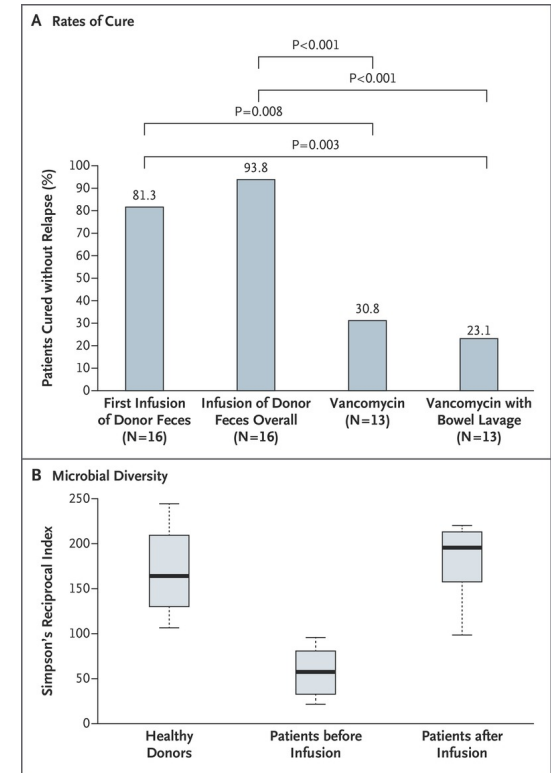 A Rates of Cure
P<0.001
P<0.001
P=0.008
P=0.003
Patients Cured without Relapse (%)
100
90
80
70
60
50
40
30
20
10
0
81.3
93.8
30.8
23.1
First Infusion
of Donor Feces
(N=16)
Infusion of Donor
Feces Overall
(N=16)
Vancomycin
(N=13)
Vancomycin with
Bowel Lavage
(N=13)
B Microbial Diversity
Simpson's Reciprocal Index
250
200
150
100
50
0
Healthy
Donors
Patients before
Infusion
Patients after
Infusion